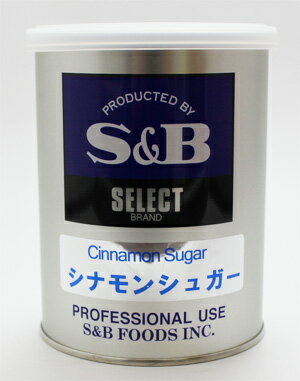 PRODUCED BY
S&B
SELECT
BRAND
Cinnamon Sugar
シナモンシュガー
PROFESSIONAL USE
S&B FOODS INC.